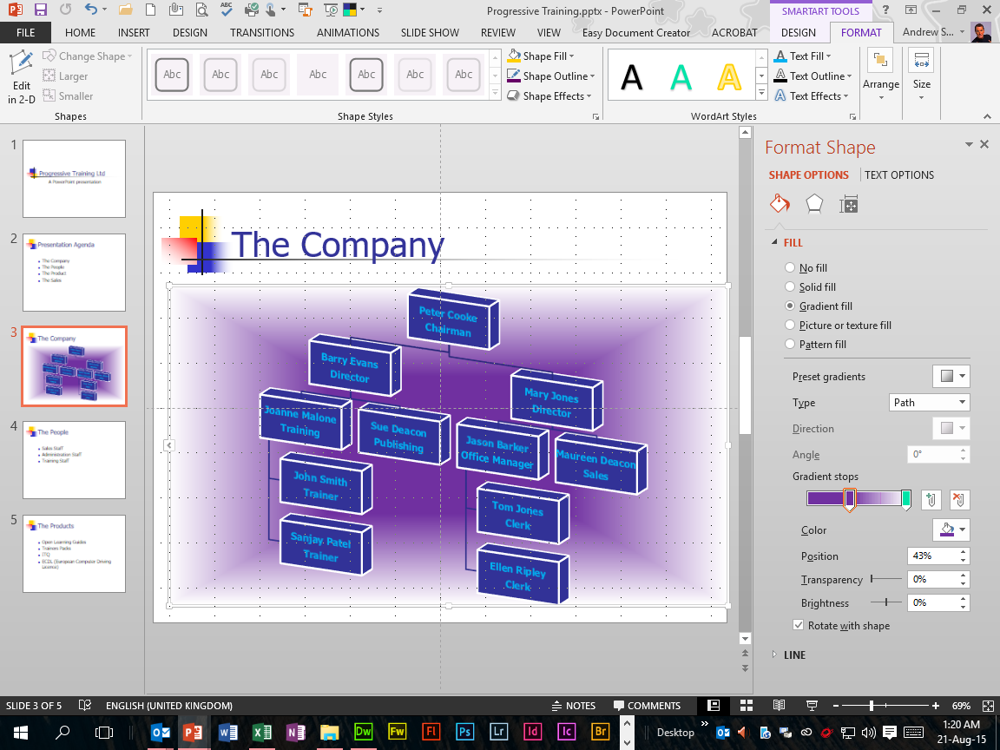 Progressive Training.pptx - PowerPoint
SMARTART TOOLS
?
FILE
HOME
INSERT
DESIGN
TRANSITIONS
ANIMATIONS
SLIDE SHOW
REVIEW
VIEW
Easy Document Creator
ACROBAT
DESIGN
FORMAT
Andrew S...
Edit
in 2-D
Change Shape
Larger
Smaller
Shapes
Abc Abc Abc Abc Abc Abc Abc
Shape Fill
Shape Outline
Shape Effects
Shape Styles
A A A
Text Fill
Text Outline
Text Effects
WordArt Styles
Arrange
Size
1
Progressive Training Ltd
A PowerPoint presentation
2
Presentation Agenda
The Company
The People
The Product
The Sales
3
The Company
4
The People
Sales Staff
Administration Staff
Training Staff
5
The Products
Open Learning Guides
Trainers Packs
ITQ
ECDL (European Computer Driving
Licence)
The Company
Peter Cooke
Chairman
Barry Evans
Director
Mary Jones
Director
Joanne Malone
Training
Sue Deacon
Publishing
Jason Barker
Office Manager
Maureen Deacon
Sales
John Smith
Trainer
Tom Jones
Clerk
Sanjay Patel
Trainer
Ellen Ripley
Clerk
Format Shape
SHAPE OPTIONS
TEXT OPTIONS
FILL
No fill
Solid fill
Gradient fill
Picture or texture fill
Pattern fill
Preset gradients
Type
Path
Direction
Angle
0°
Gradient stops
Color
Position
43%
Transparency
0%
Brightness
0%
Rotate with shape
LINE
SLIDE 3 OF 5
ENGLISH (UNITED KINGDOM)
NOTES
COMMENTS
69%
Dw
Fw
Fl
Ps
Lr
Id
Ic
Br
Desktop
1:20 AM
21-Aug-15